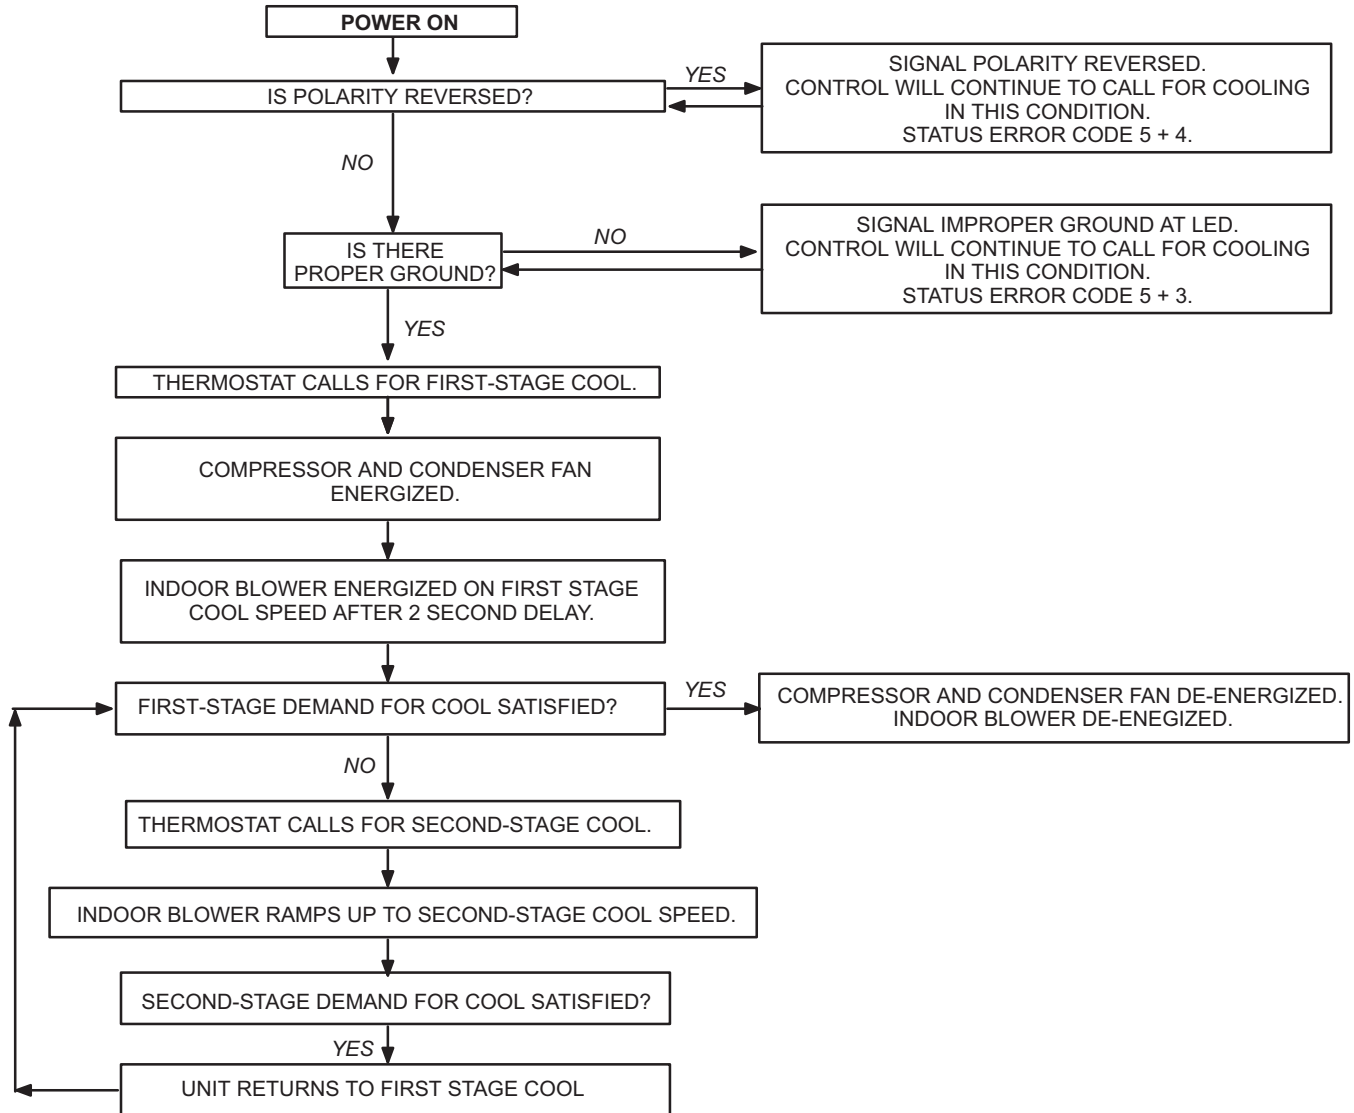 POWER ON
IS POLARITY REVERSED?
YES
SIGNAL POLARITY REVERSED.
CONTROL WILL CONTINUE TO CALL FOR COOLING
IN THIS CONDITION.
STATUS ERROR CODE 5 + 4.
NO
IS THERE
PROPER GROUND?
NO
SIGNAL IMPROPER GROUND AT LED.
CONTROL WILL CONTINUE TO CALL FOR COOLING
IN THIS CONDITION.
STATUS ERROR CODE 5 + 3.
YES
THERMOSTAT CALLS FOR FIRST-STAGE COOL.
COMPRESSOR AND CONDENSER FAN
ENERGIZED.
INDOOR BLOWER ENERGIZED ON FIRST STAGE
COOL SPEED AFTER 2 SECOND DELAY.
FIRST-STAGE DEMAND FOR COOL SATISFIED?
YES
COMPRESSOR AND CONDENSER FAN DE-ENERGIZED.
INDOOR BLOWER DE-ENEGIZED.
NO
THERMOSTAT CALLS FOR SECOND-STAGE COOL.
INDOOR BLOWER RAMPS UP TO SECOND-STAGE COOL SPEED.
SECOND-STAGE DEMAND FOR COOL SATISFIED?
YES
UNIT RETURNS TO FIRST STAGE COOL